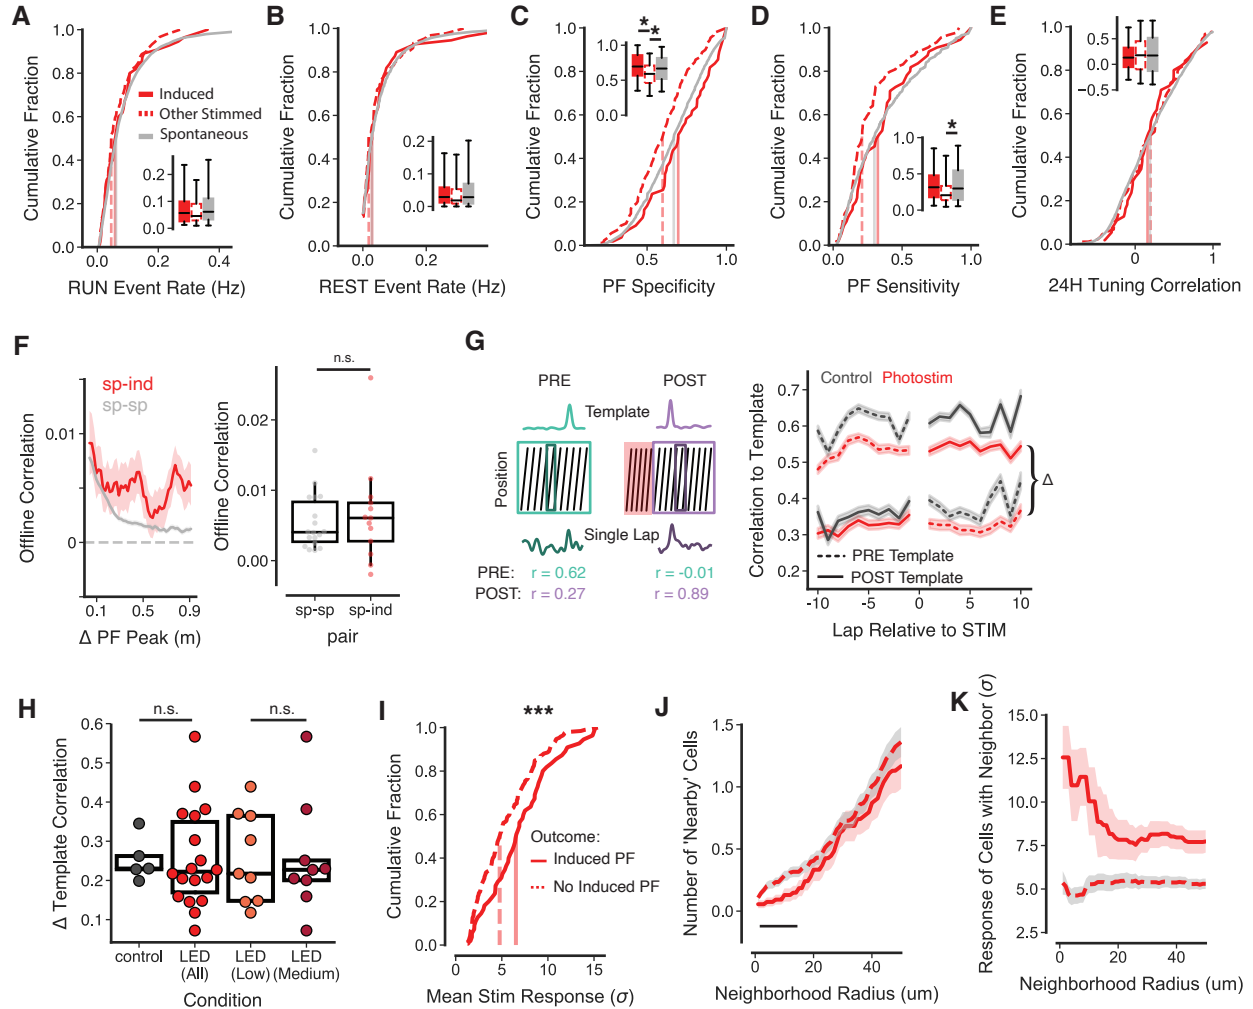 A
Cumulative Fraction
1.0
0.8
0.6
0.4
0.2
0.0
Induced
Other Stimmed
Spontaneous
0.2
0.1
0.0
0.0
0.2
0.4
RUN Event Rate (Hz)
B
Cumulative Fraction
1.0
0.8
0.6
0.4
0.2
0.0
0.2
0.1
0.0
0.0
0.2
REST Event Rate (Hz)
C
Cumulative Fraction
1.0
0.8
0.6
0.4
0.2
0.0
*
*
1.0
0.5
0.0
0.5
1.0
PF Specificity
D
Cumulative Fraction
1.0
0.8
0.6
0.4
0.2
0.0
*
1.0
0.5
0.0
0.0
0.5
1.0
PF Sensitivity
E
Cumulative Fraction
1.0
0.8
0.6
0.4
0.2
0.0
0.5
0.0
−0.5
0
1
24H Tuning Correlation
F
sp-ind
sp-sp
Offline Correlation
0.01
0
0.1
0.5
0.9
Δ PF Peak (m)
n.s.
Offline Correlation
0.02
0.01
0.00
sp-sp
sp-ind
pair
G
PRE
POST
Template
Position
Single Lap
PRE:
r = 0.62
r = -0.01
POST:
r = 0.27
r = 0.89
Control
Photostim
Correlation to Template
0.7
0.6
0.5
0.4
0.3
0.2
Δ
PRE Template
POST Template
-10
-5
0
5
10
Lap Relative to STIM
H
n.s.
n.s.
Δ Template Correlation
0.6
0.5
0.4
0.3
0.2
0.1
control
LED
(All)
LED
(Low)
LED
(Medium)
Condition
I
***
Cumulative Fraction
1.0
0.8
0.6
0.4
0.2
0.0
Outcome:
Induced PF
No Induced PF
0
5
10
15
Mean Stim Response (σ)
J
Number of 'Nearby' Cells
1.5
1.0
0.5
0.0
0
20
40
Neighborhood Radius (um)
K
Response of Cells with Neighbor (σ)
15.0
12.5
10.0
7.5
5.0
2.5
0
20
40
Neighborhood Radius (um)